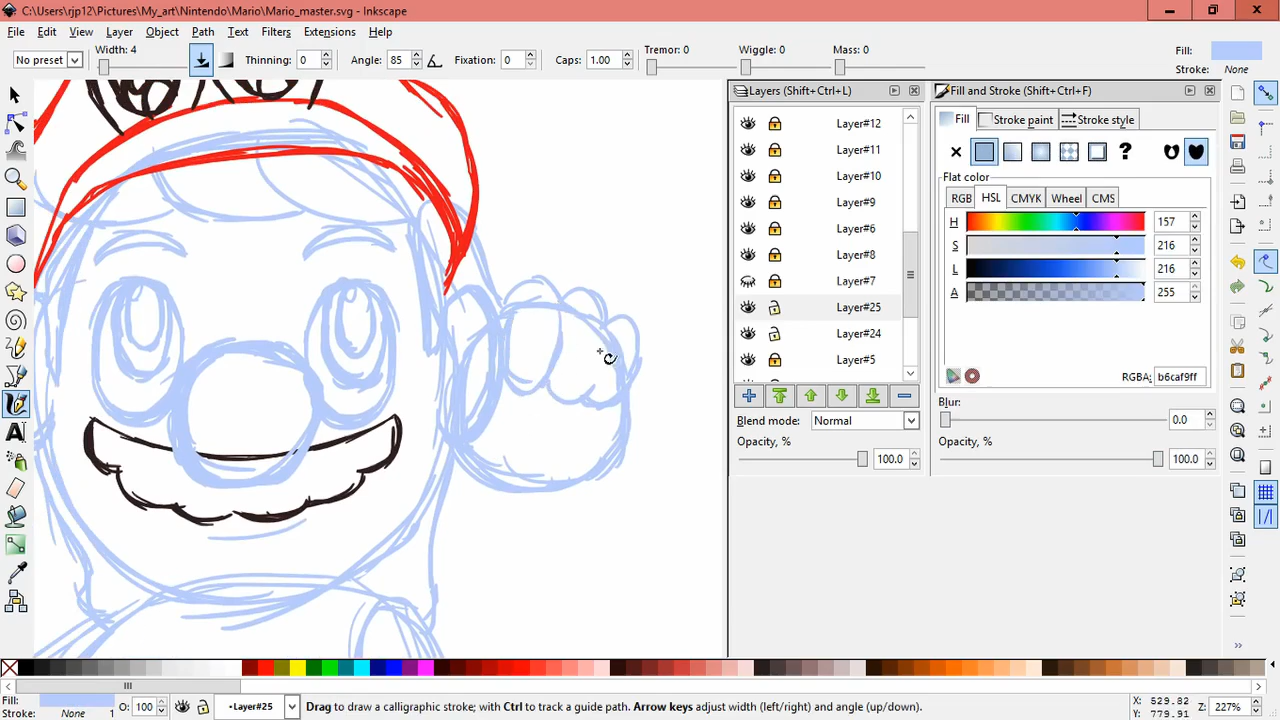 C:\Users\rjp12\Pictures\My_art\Nintendo\Mario\Mario_master.svg - Inkscape
File Edit View Layer Object Path Text Filters Extensions Help
No preset Width: 4 Thinning: 0 Angle: 85 Fixation: 0 Caps: 1.00 Tremor: 0 Wiggle: 0 Mass: 0 Fill:
Stroke: None
Layers (Shift+Ctrl+L)
Layer#12
Layer#11
Layer#10
Layer#9
Layer#6
Layer#8
Layer#7
Layer#25
Layer#24
Layer#5
Blend mode: Normal
Opacity, % 100.0
Fill and Stroke (Shift+Ctrl+F)
Fill Stroke paint Stroke style
?
Flat color
RGB HSL CMYK Wheel CMS
H 157
S 216
L 216
A 255
RGBA: b6caf9ff
Blur:
0.0
Opacity, %
100.0
Fill:
Stroke: None 1 O: 100 •Layer#25 Drag to draw a calligraphic stroke; with Ctrl to track a guide path. Arrow keys adjust width (left/right) and angle (up/down).
X: 529.82
Y: 779.91
Z: 227%